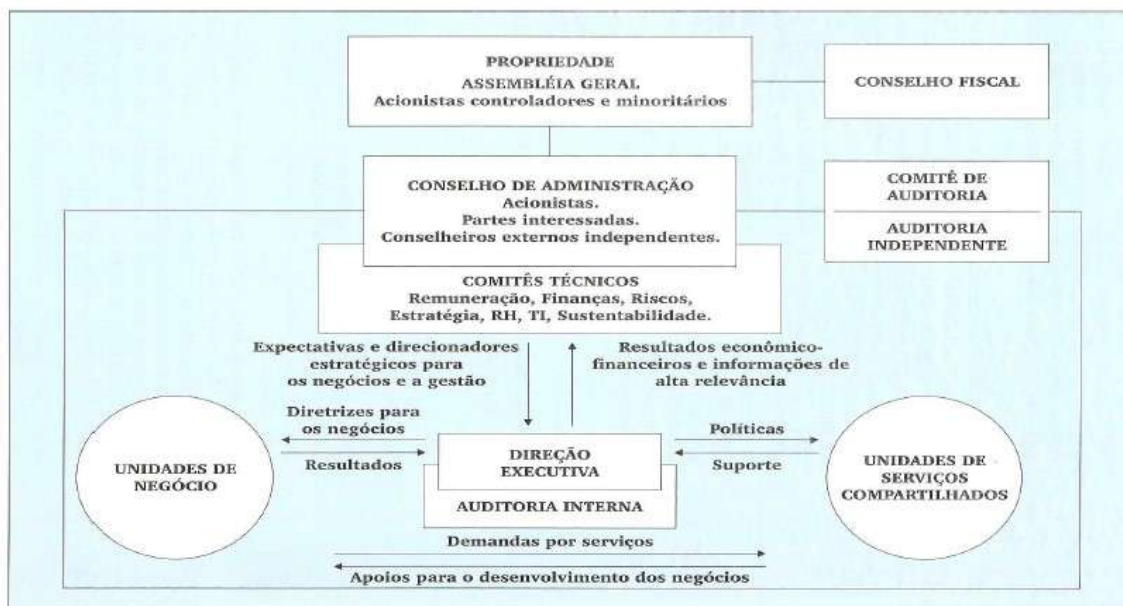 PROPRIEDADE
ASSEMBLÉIA GERAL
Acionistas controladores e minoritários
CONSELHO FISCAL
CONSELHO DE ADMINISTRAÇÃO
Acionistas.
Partes interessadas.
Conselheiros externos independentes.
COMITÊ DE
AUDITORIA
AUDITORIA
INDEPENDENTE
COMITÊS TÉCNICOS
Remuneração, Finanças, Riscos,
Estratégia, RH, TI, Sustentabilidade.
Expectativas e direcionadores
estratégicos para
os negócios e a gestão
Resultados econômico-
financeiros e informações de
alta relevância
Diretrizes para
os negócios
Resultados
UNIDADES DE
NEGÓCIO
DIREÇÃO
EXECUTIVA
AUDITORIA INTERNA
Políticas
Suporte
UNIDADES DE
SERVIÇOS
COMPARTILHADOS
Demandas por serviços
Apoios para o desenvolvimento dos negócios